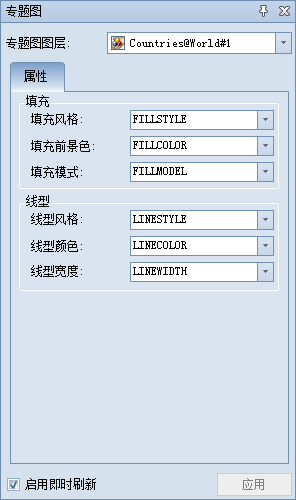 专题图
专题图图层: Countries@World#1
属性
填充
填充风格: FILLSTYLE
填充前景色: FILLCOLOR
填充模式: FILLMODEL
线型
线型风格: LINESTYLE
线型颜色: LINECOLOR
线型宽度: LINEWIDTH
启用即时刷新 应用